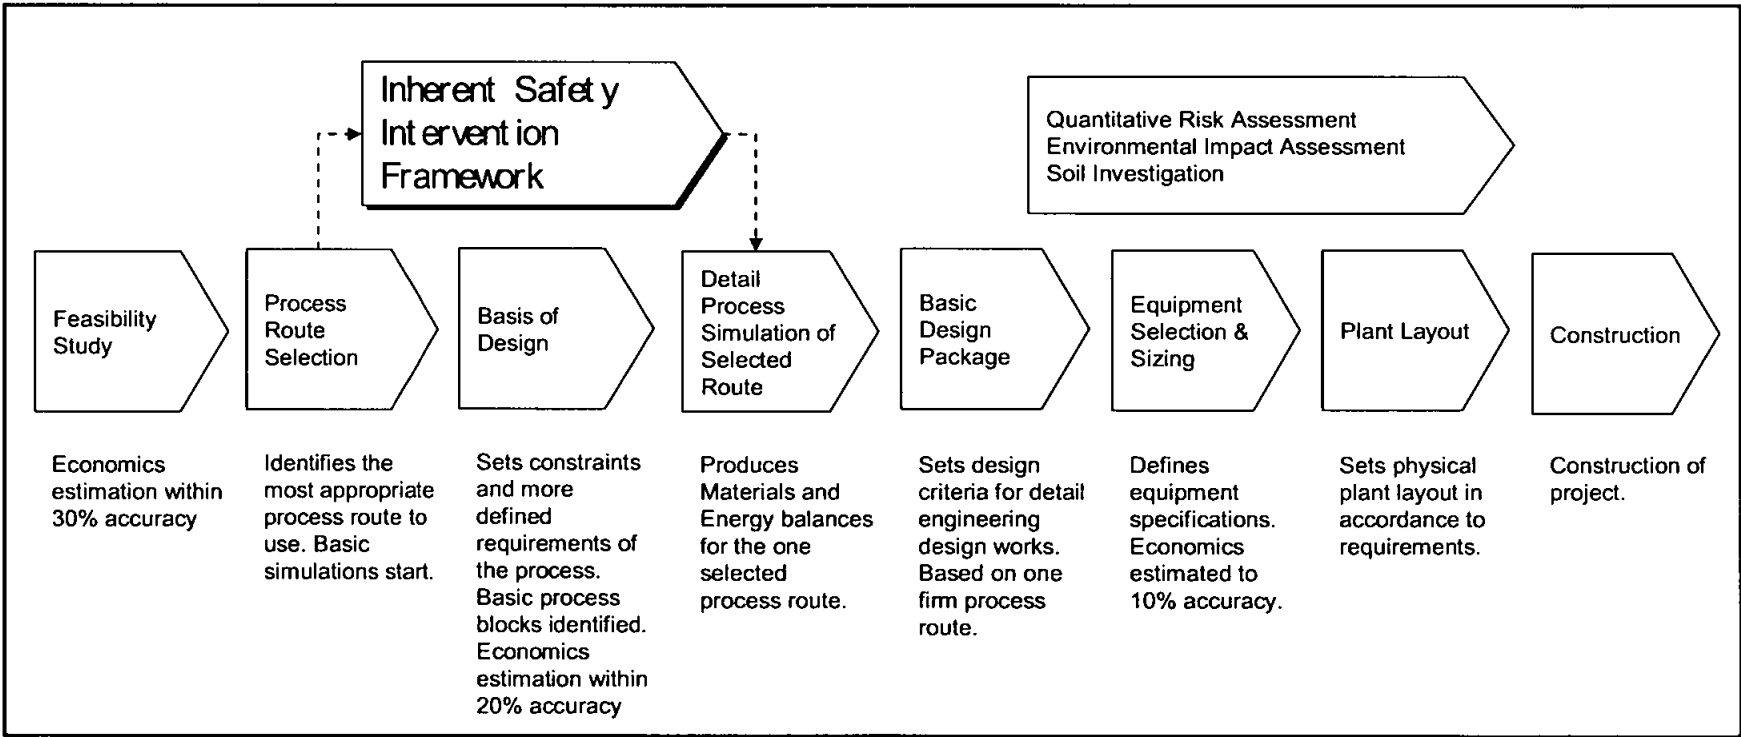 Inherent Safety
Intervention
Framework
Quantitative Risk Assessment
Environmental Impact Assessment
Soil Investigation
Feasibility
Study
Process
Route
Selection
Basis of
Design
Detail
Process
Simulation of
Selected
Route
Basic
Design
Package
Equipment
Selection &
Sizing
Plant Layout
Construction
Economics
estimation within
30% accuracy
Identifies the
most appropriate
process route to
use. Basic
simulations start.
Sets constraints
and more
defined
requirements of
the process.
Basic process
blocks identified.
Economics
estimation within
20% accuracy
Produces
Materials and
Energy balances
for the one
selected
process route.
Sets design
criteria for detail
engineering
design works.
Based on one
firm process
route.
Defines
equipment
specifications.
Economics
estimated to
10% accuracy.
Sets physical
plant layout in
accordance to
requirements.
Construction of
project.